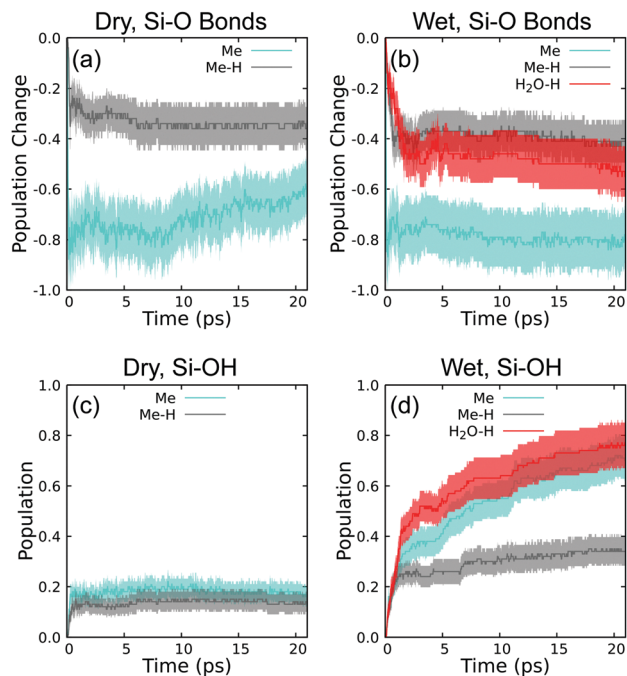 Dry, Si-O Bonds
Wet, Si-O Bonds
0.0
-0.2
-0.4
-0.6
-0.8
-1.0
Population Change
(a)
Me
Me-H
0 5 10 15 20
Time (ps)
0.0
-0.2
-0.4
-0.6
-0.8
-1.0
Population Change
(b)
Me
Me-H
H₂O-H
0 5 10 15 20
Time (ps)
Dry, Si-OH
Wet, Si-OH
1.0
0.8
0.6
0.4
0.2
0.0
Population
(c)
Me
Me-H
0 5 10 15 20
Time (ps)
1.0
0.8
0.6
0.4
0.2
0.0
Population
(d)
Me
Me-H
H₂O-H
0 5 10 15 20
Time (ps)